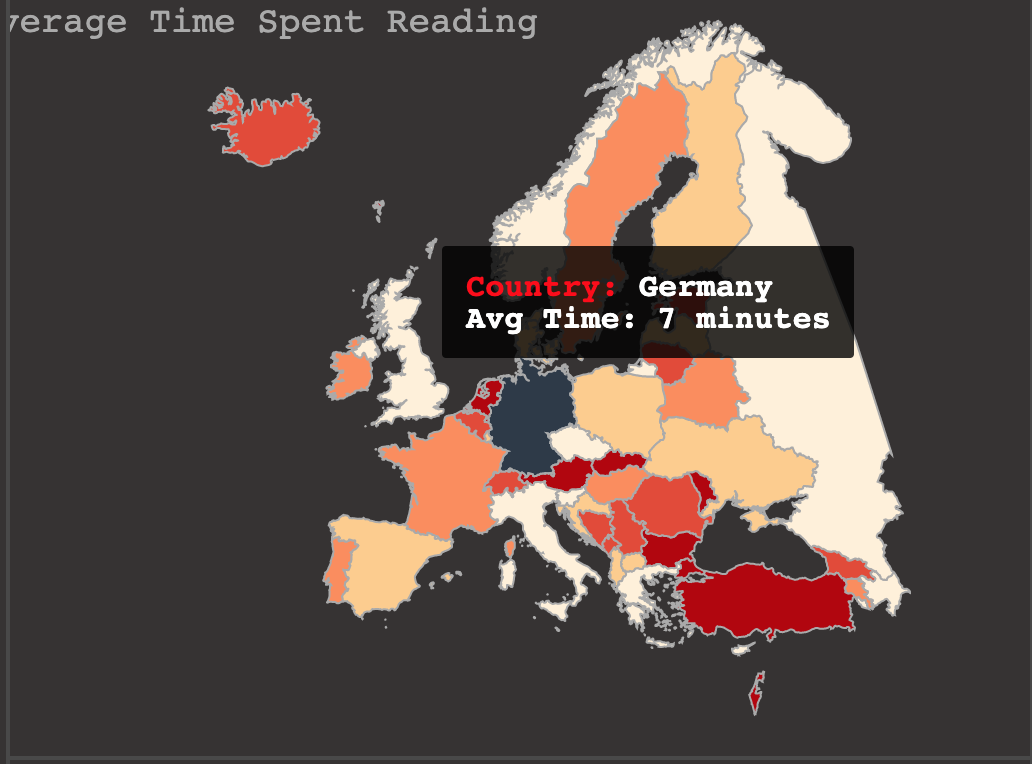 verage Time Spent Reading
Country: Germany
Avg Time: 7 minutes